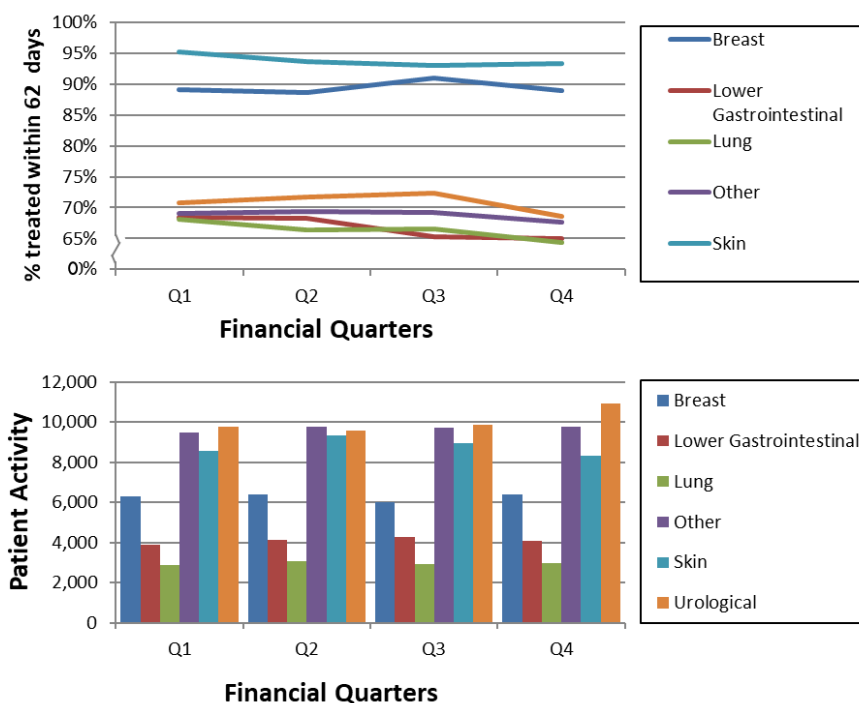 % treated within 62 days
100%
95%
90%
85%
80%
75%
70%
65%
0%
Q1 Q2 Q3 Q4
Financial Quarters
Breast
Lower
Gastrointestinal
Lung
Other
Skin
Patient Activity
12,000
10,000
8,000
6,000
4,000
2,000
0
Q1 Q2 Q3 Q4
Financial Quarters
Breast
Lower Gastrointestinal
Lung
Other
Skin
Urological